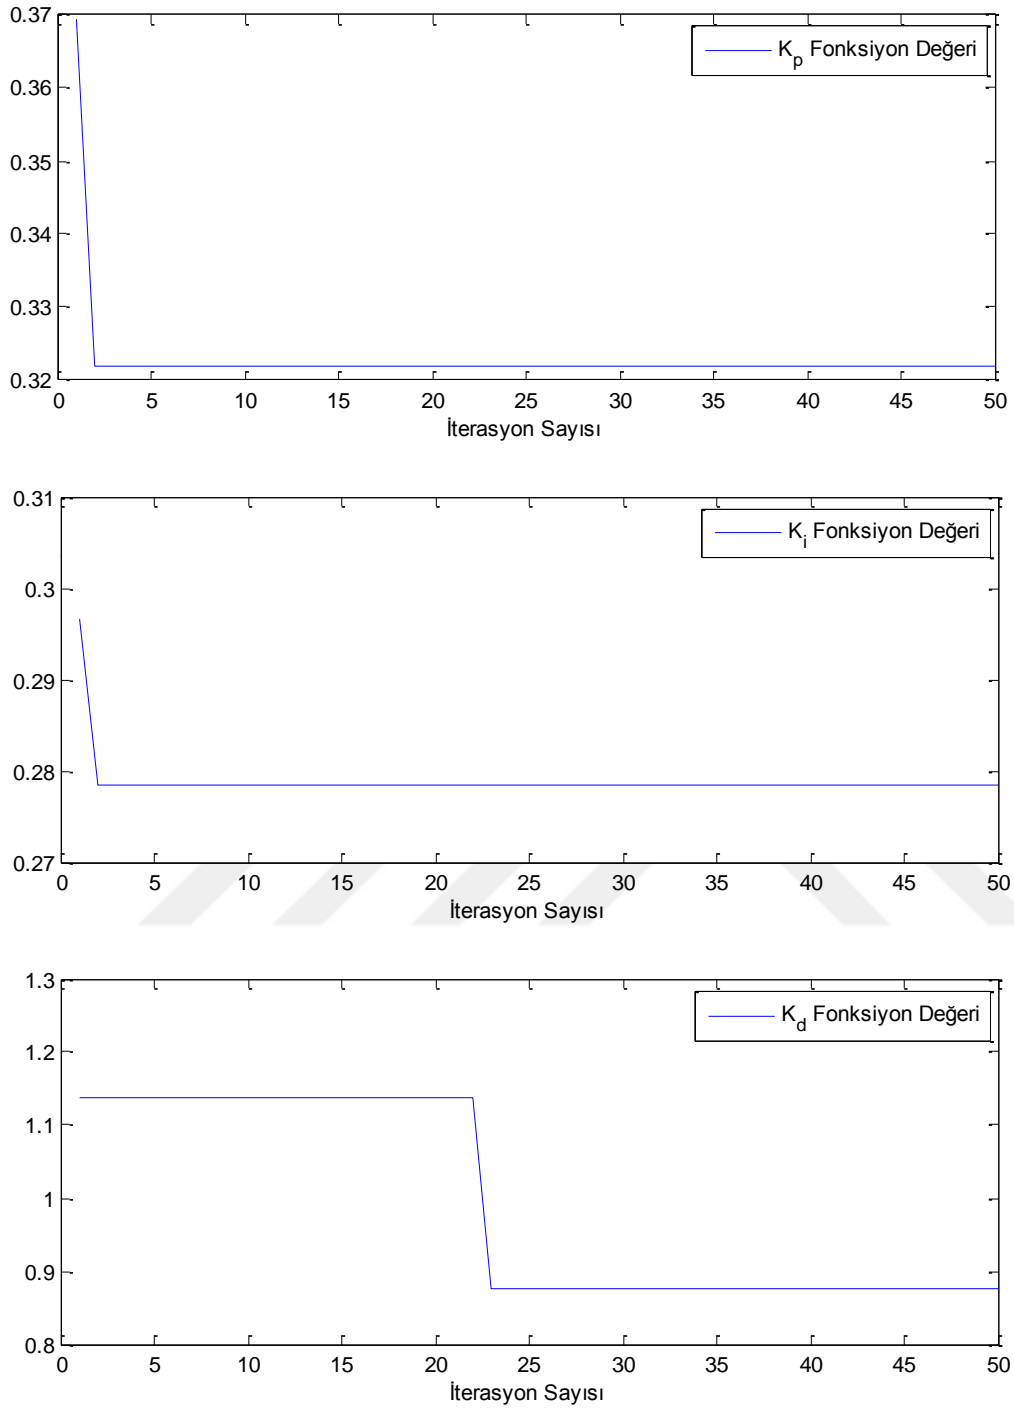 0.37
K_p Fonksiyon Değeri
0.36
0.35
0.34
0.33
0.32
0 5 10 15 20 25 30 35 40 45 50
İterasyon Sayısı
0.31
K_i Fonksiyon Değeri
0.3
0.29
0.28
0.27
0 5 10 15 20 25 30 35 40 45 50
İterasyon Sayısı
1.3
K_d Fonksiyon Değeri
1.2
1.1
1
0.9
0.8
0 5 10 15 20 25 30 35 40 45 50
İterasyon Sayısı